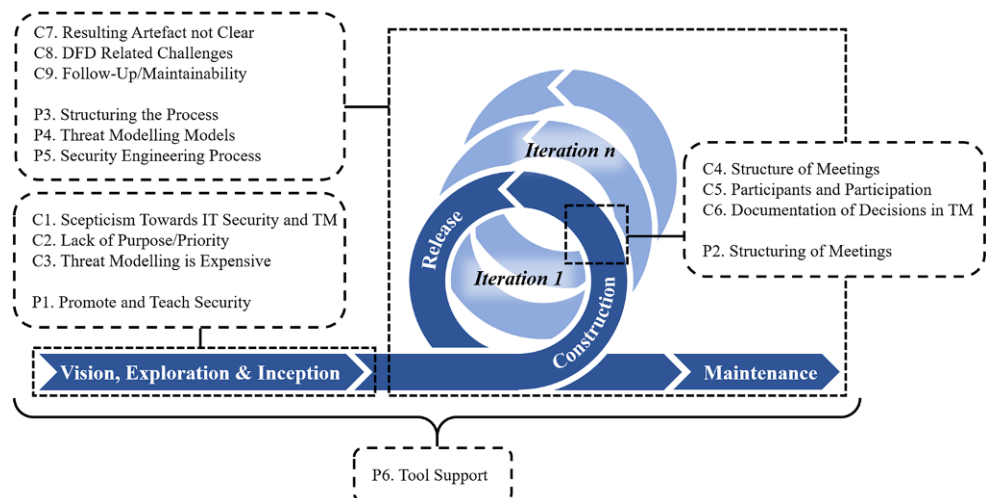 C7. Resulting Artefact not Clear
C8. DFD Related Challenges
C9. Follow-Up/Maintainability
P3. Structuring the Process
P4. Threat Modelling Models
P5. Security Engineering Process
C1. Scepticism Towards IT Security and TM
C2. Lack of Purpose/Priority
C3. Threat Modelling is Expensive
P1. Promote and Teach Security
Iteration n
Release
Iteration 1
Construction
C4. Structure of Meetings
C5. Participants and Participation
C6. Documentation of Decisions in TM
P2. Structuring of Meetings
Vision, Exploration & Inception
Maintenance
P6. Tool Support